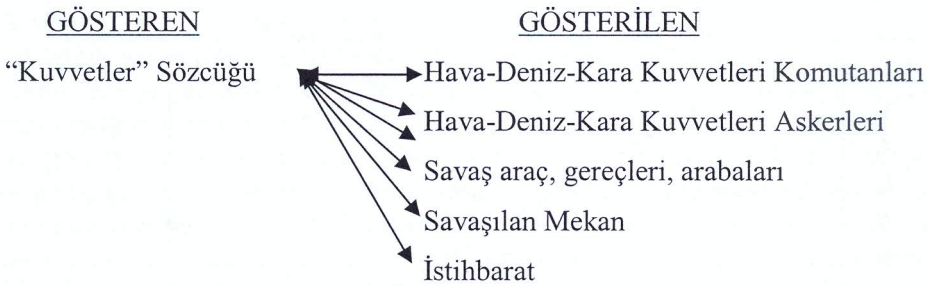 GÖSTEREN GÖSTERİLEN
“Kuvvetler” Sözcüğü Hava-Deniz-Kara Kuvvetleri Komutanları
Hava-Deniz-Kara Kuvvetleri Askerleri
Savaş araç, gereçleri, arabaları
Savaşılan Mekan
İstihbarat